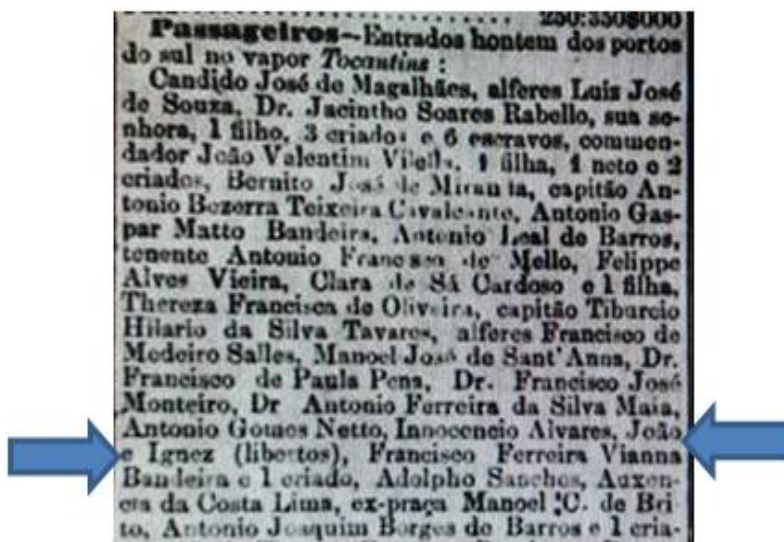 250:350$000
Passageiros—Entrados hontem dos portos
do sul no vapor Tocantins :
Candido José de Magalhães, alferes Luis José
de Souza, Dr. Jacintho Soares Rabello, sua se-
nhora, 1 filho, 3 criados e 6 escravos, commen-
dador João Valentim Vilella, 1 filha, 1 neto e 2
criados, Bernito José de Miranta, capitão An-
tonio Bezerra Teixeira Cavalcante, Antonio Gas-
par Matto Bandeira, Antonio Leal de Barros,
tenente Antonio Francisco de Mello, Felippe
Alves Vieira, Clara de Sá Cardoso e 1 filha,
Thereza Francisca de Oliveira, capitão Tiburcio
Hilario da Silva Tavares, alferes Francisco de
Medeiro Salles, Manoel José de Sant'Anna, Dr.
Francisco de Paula Pena, Dr. Francisco José
Monteiro, Dr Antonio Ferreira da Silva Maia,
Antonio Gomes Netto, Innocencio Alvares, João
e Ignez (libertos), Francisco Ferreira Vianna
Bandeira e 1 criado, Adolpho Sanches, Auxen-
cia da Costa Lima, ex-praça Manoel C. de Bri-
to, Antonio Joaquim Borges de Barros e 1 cria-